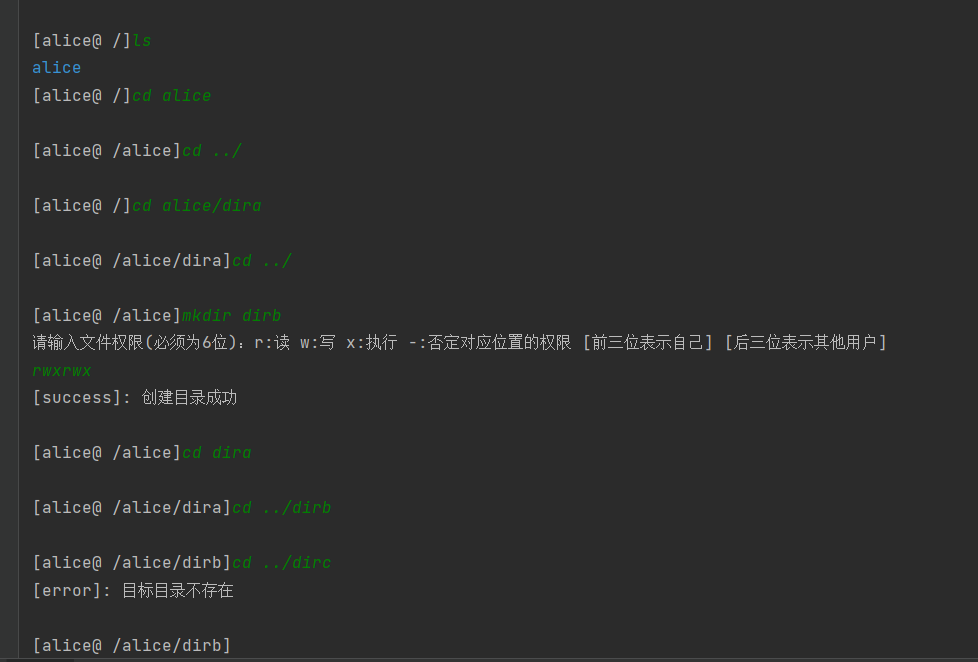 [alice@ /]ls
alice
[alice@ /]cd alice
[alice@ /alice]cd ../
[alice@ /]cd alice/dira
[alice@ /alice/dira]cd ../
[alice@ /alice]mkdir dirb
请输入文件权限(必须为6位)：r:读 w:写 x:执行 -:否定对应位置的权限 [前三位表示自己] [后三位表示其他用户]
rwxrwx
[success]: 创建目录成功
[alice@ /alice]cd dira
[alice@ /alice/dira]cd ../dirb
[alice@ /alice/dirb]cd ../dirc
[error]: 目标目录不存在
[alice@ /alice/dirb]